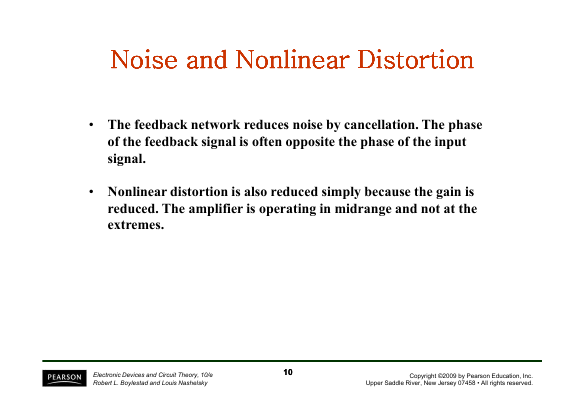 Noise and Nonlinear Distortion
• The feedback network reduces noise by cancellation. The phase
of the feedback signal is often opposite the phase of the input
signal.
• Nonlinear distortion is also reduced simply because the gain is
reduced. The amplifier is operating in midrange and not at the
extremes.
PEARSON
Electronic Devices and Circuit Theory, 10/e
Robert L. Boylestad and Louis Nashelsky
10
Copyright ©2009 by Pearson Education, Inc.
Upper Saddle River, New Jersey 07458 • All rights reserved.